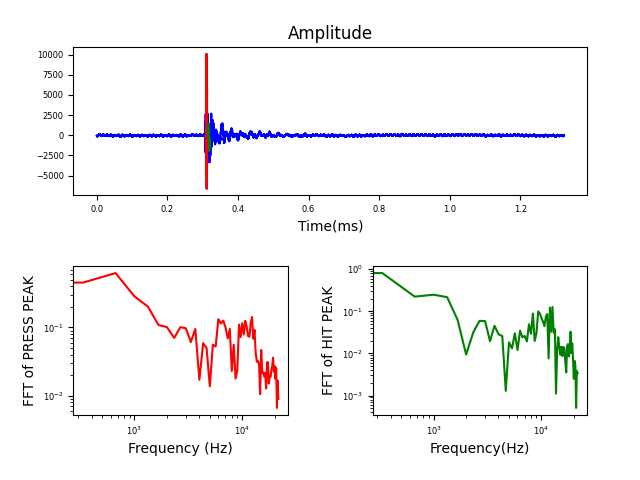 Amplitude
10000
7500
5000
2500
0
−2500
−5000
0.0 0.2 0.4 0.6 0.8 1.0 1.2
Time(ms)
FFT of PRESS PEAK
10⁻¹
10⁻²
10³ 10⁴
Frequency (Hz)
FFT of HIT PEAK
10⁰
10⁻¹
10⁻²
10⁻³
10³ 10⁴
Frequency(Hz)